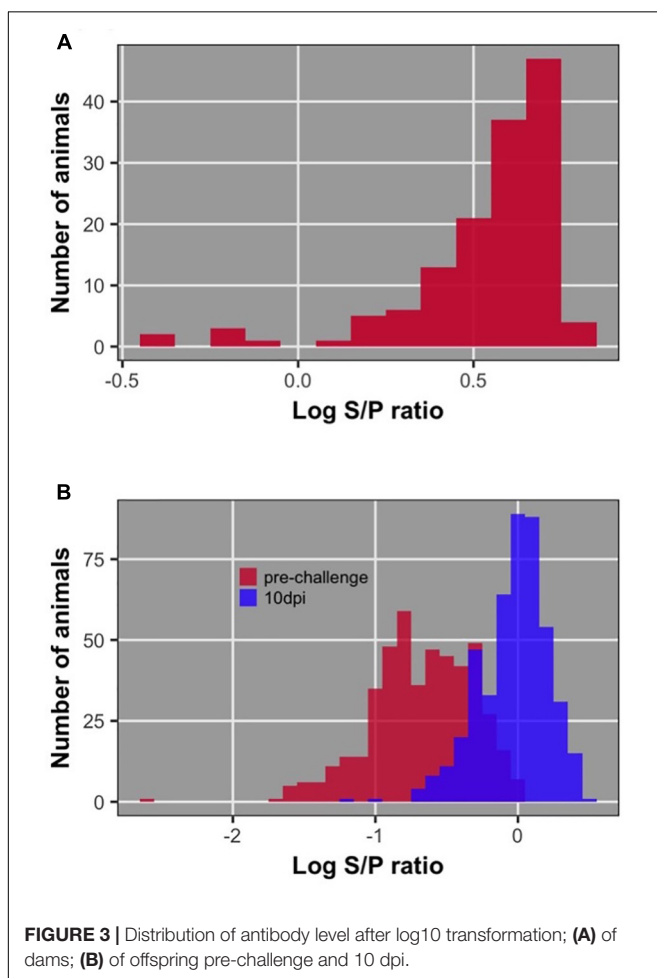 A
Number of animals
40
30
20
10
0
-0.5 0.0 0.5
Log S/P ratio
B
Number of animals
75
50
25
0
pre-challenge
10dpi
-2 -1 0
Log S/P ratio
FIGURE 3 | Distribution of antibody level after log10 transformation; (A) of
dams; (B) of offspring pre-challenge and 10 dpi.